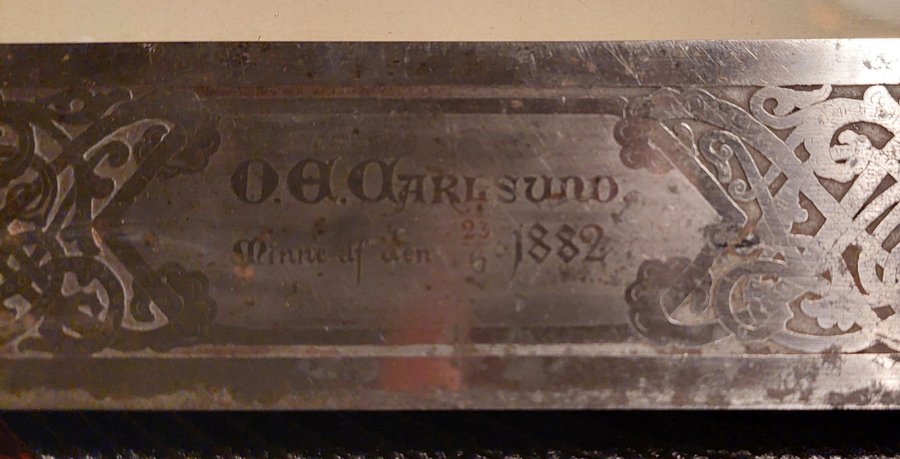 O.E. Carlsund.
Minne af den 23/6 1882